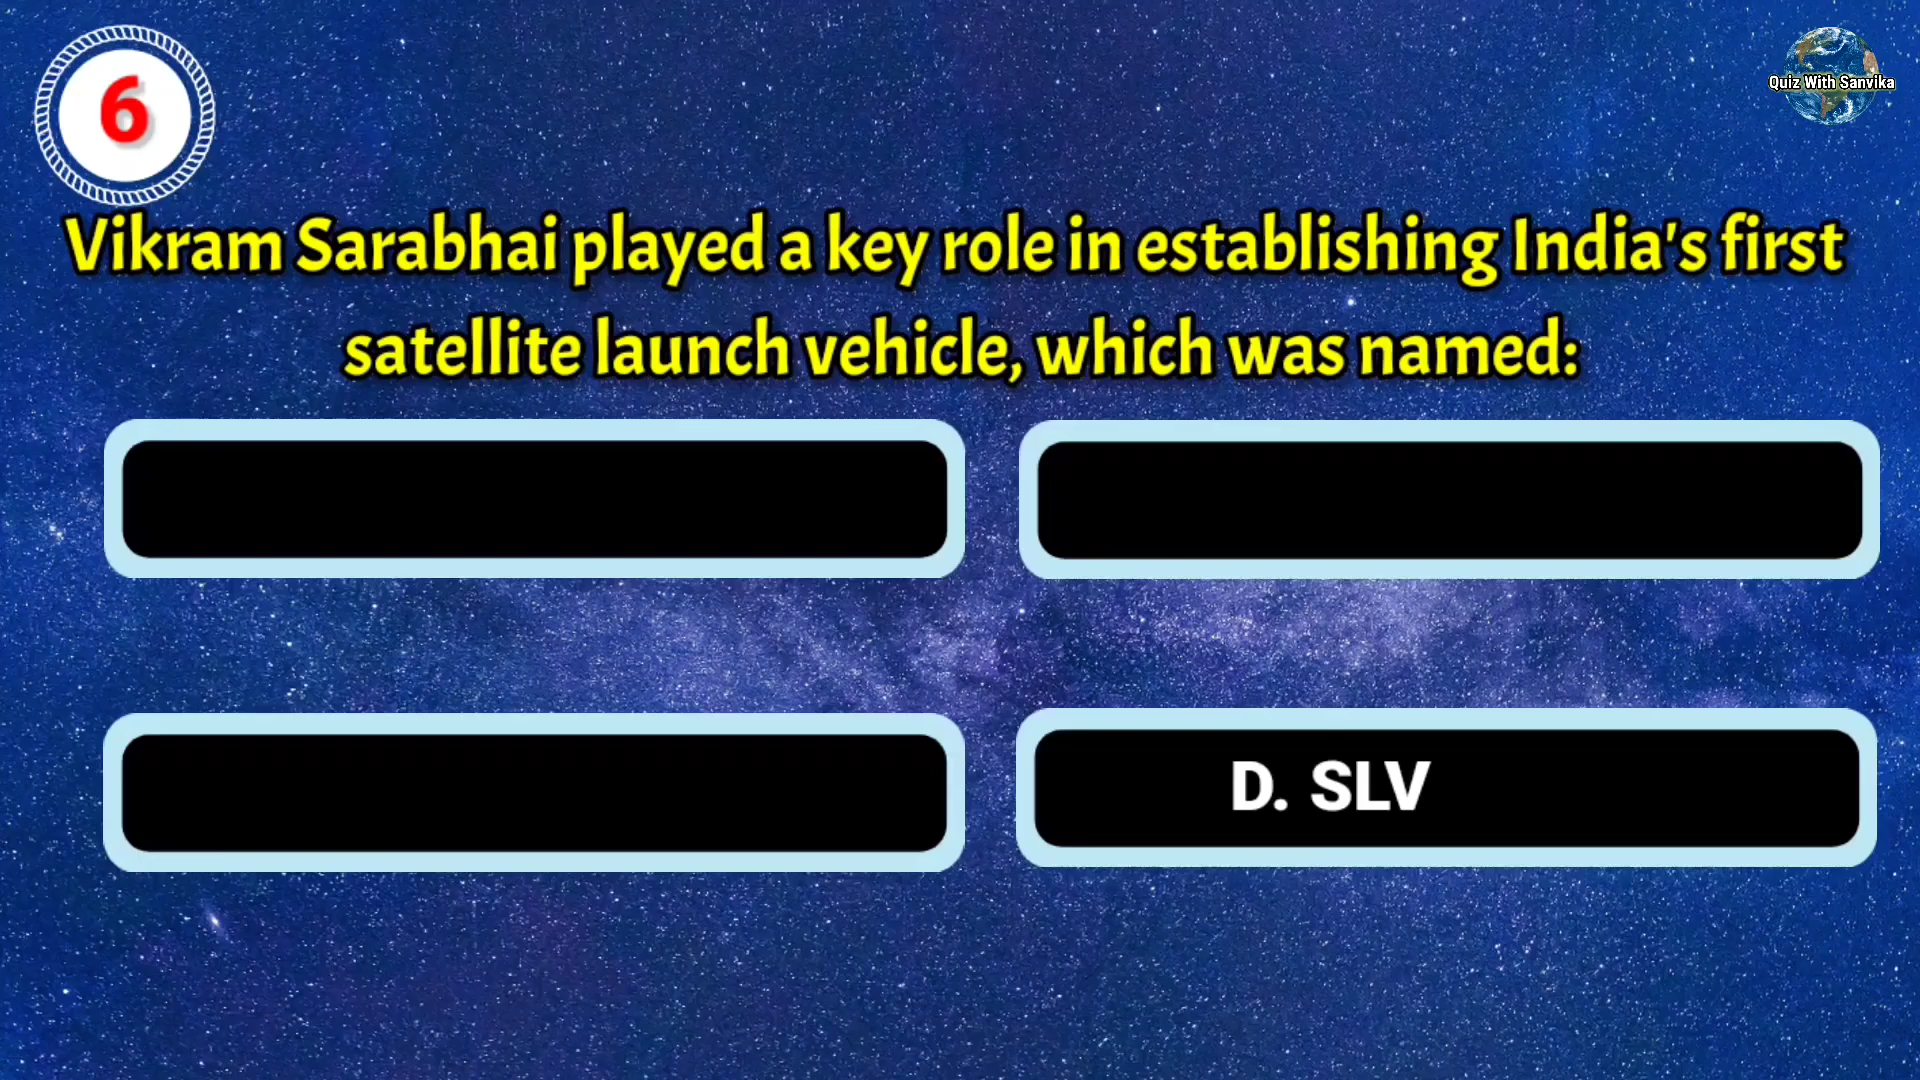 6
Quiz With Sanvika
Vikram Sarabhai played a key role in establishing India's first
satellite launch vehicle, which was named:
D. SLV